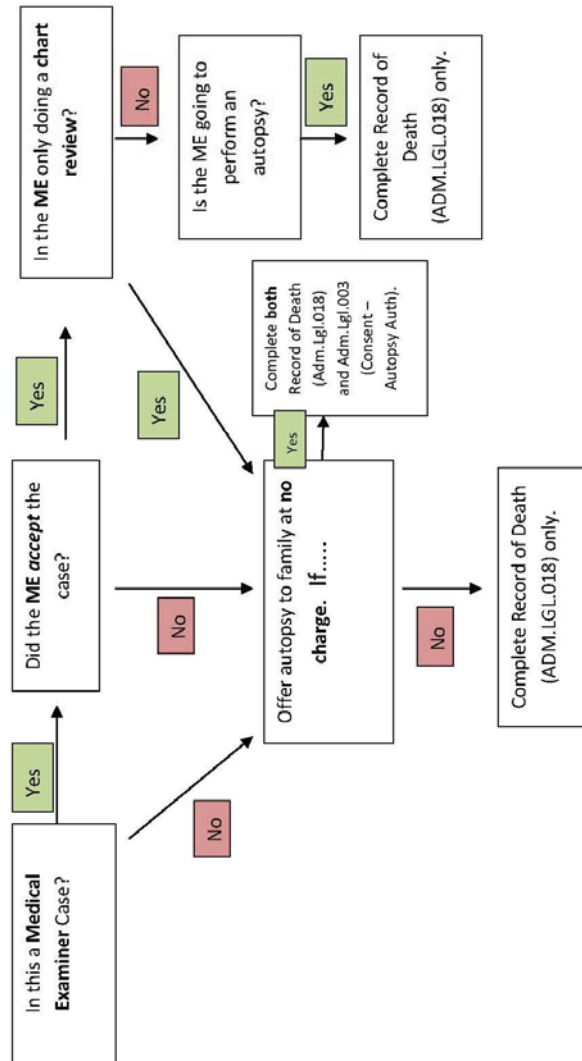 In this a Medical
Examiner Case?
Yes
No
Did the ME accept the
case?
Yes
No
In the ME only doing a chart
review?
Yes
No
Offer autopsy to family at no
charge. If.....
Yes
No
Complete both
Record of Death
(Adm.Lgl.018)
and Adm.Lgl.003
(Consent –
Autopsy Auth).
Is the ME going to
perform an
autopsy?
Yes
Complete Record of
Death
(ADM.LGL.018) only.
Complete Record of Death
(ADM.LGL.018) only.